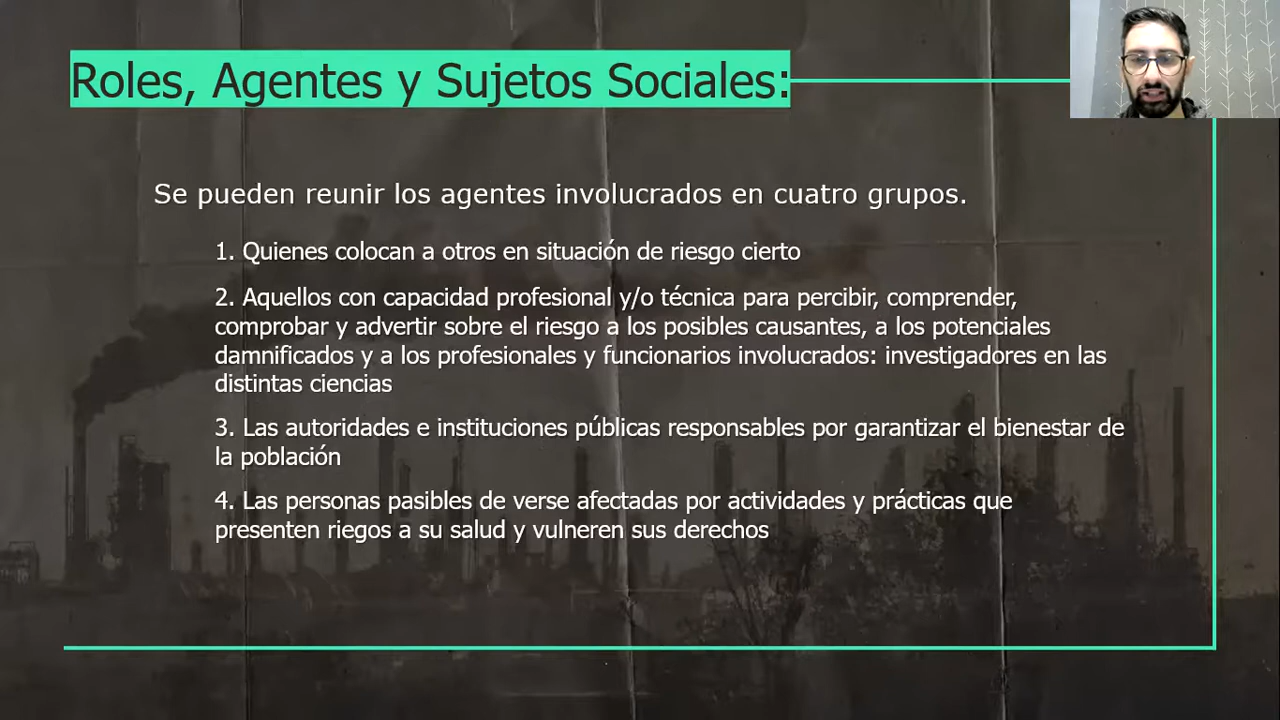 Roles, Agentes y Sujetos Sociales:
Se pueden reunir los agentes involucrados en cuatro grupos.
1. Quienes colocan a otros en situación de riesgo cierto
2. Aquellos con capacidad profesional y/o técnica para percibir, comprender,
comprobar y advertir sobre el riesgo a los posibles causantes, a los potenciales
damnificados y a los profesionales y funcionarios involucrados: investigadores en las
distintas ciencias
3. Las autoridades e instituciones públicas responsables por garantizar el bienestar de
la población
4. Las personas pasibles de verse afectadas por actividades y prácticas que
presenten riegos a su salud y vulneren sus derechos